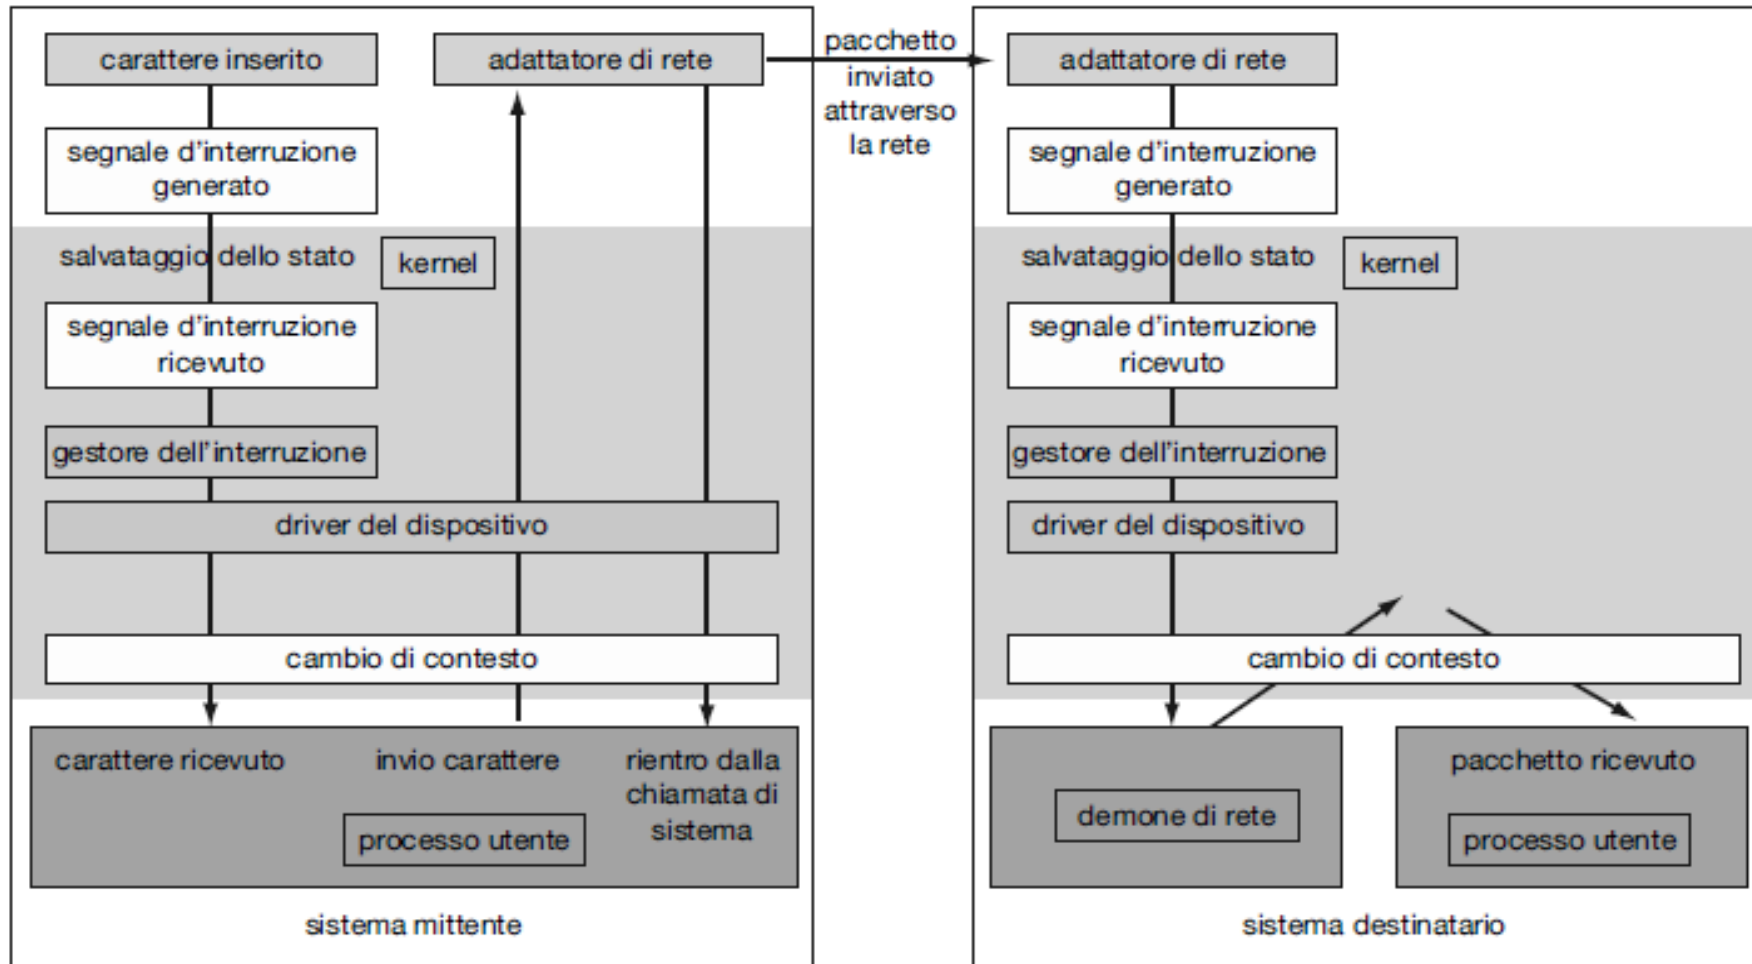 carattere inserito
adattatore di rete
segnale d'interruzione
generato
salvataggio dello stato
kernel
segnale d'interruzione
ricevuto
gestore dell'interruzione
driver del dispositivo
cambio di contesto
carattere ricevuto
invio carattere
rientro dalla
chiamata di
sistema
processo utente
sistema mittente
pacchetto
inviato
attraverso
la rete
adattatore di rete
segnale d'interruzione
generato
salvataggio dello stato
kernel
segnale d'interruzione
ricevuto
gestore dell'interruzione
driver del dispositivo
cambio di contesto
demone di rete
pacchetto ricevuto
processo utente
sistema destinatario